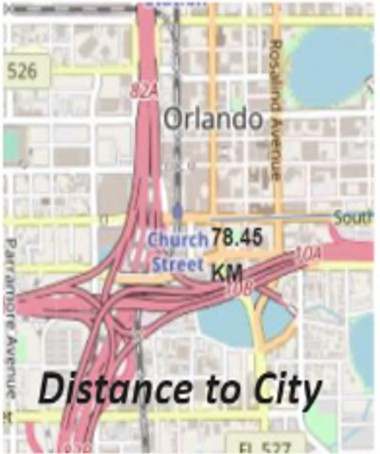 Station
526
82A
Orlando
Rosalind Avenue
South
Church
Street
78.45
KM
10A
10B
Parramore Avenue
Distance to City
FL 527